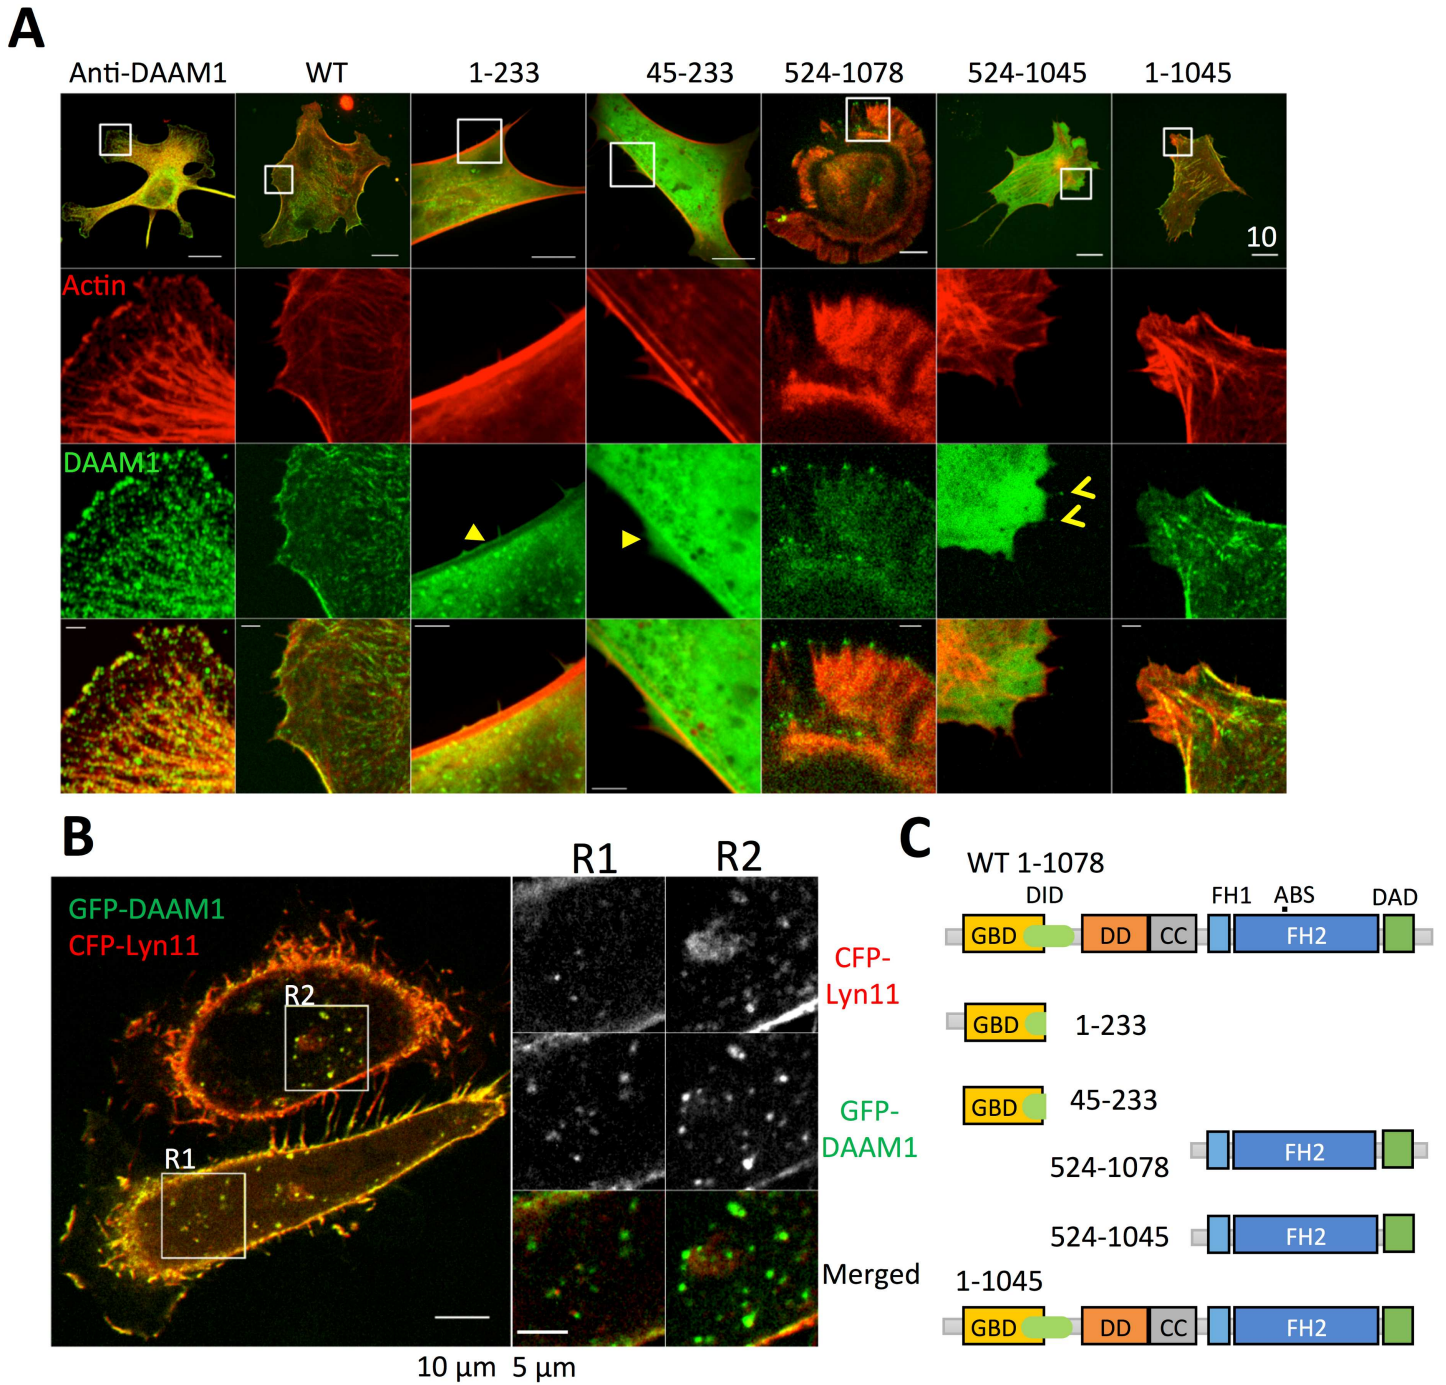 A
Anti-DAAM1 WT 1-233 45-233 524-1078 524-1045 1-1045
10
Actin
DAAM1
B
R1 R2
GFP-DAAM1
CFP-Lyn11
R2
R1
CFP-
Lyn11
GFP-
DAAM1
Merged
10 µm 5 µm
C
WT 1-1078
DID FH1 ABS DAD
GBD DD CC FH2
GBD 1-233
GBD 45-233
FH2
524-1078
524-1045 FH2
1-1045
GBD DD CC FH2